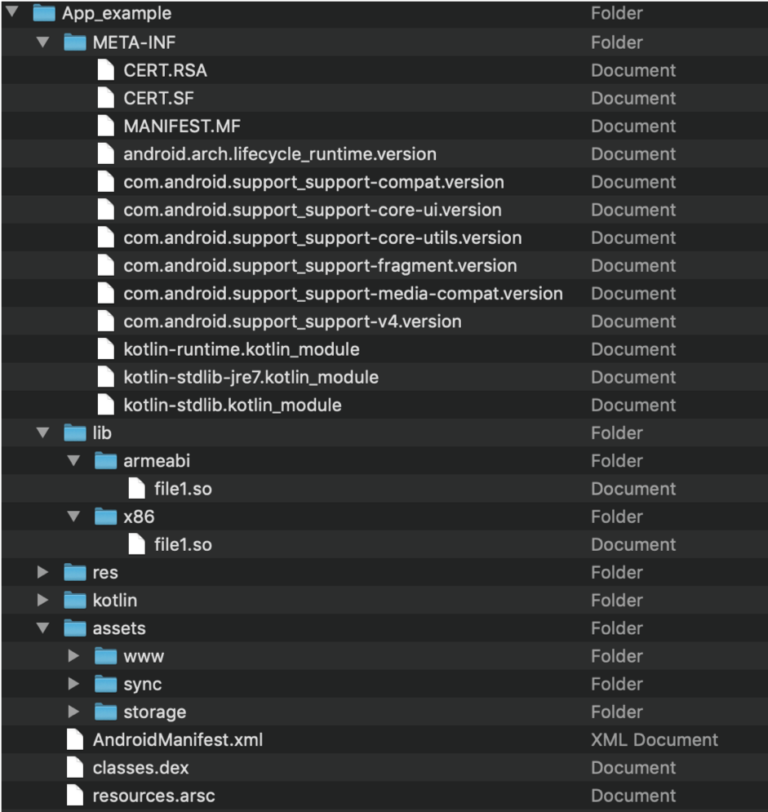 App_example Folder
META-INF Folder
CERT.RSA Document
CERT.SF Document
MANIFEST.MF Document
android.arch.lifecycle_runtime.version Document
com.android.support_support-compat.version Document
com.android.support_support-core-ui.version Document
com.android.support_support-core-utils.version Document
com.android.support_support-fragment.version Document
com.android.support_support-media-compat.version Document
com.android.support_support-v4.version Document
kotlin-runtime.kotlin_module Document
kotlin-stdlib-jre7.kotlin_module Document
kotlin-stdlib.kotlin_module Document
lib Folder
armeabi Folder
file1.so Document
x86 Folder
file1.so Document
res Folder
kotlin Folder
assets Folder
www Folder
sync Folder
storage Folder
AndroidManifest.xml XML Document
classes.dex Document
resources.arsc Document